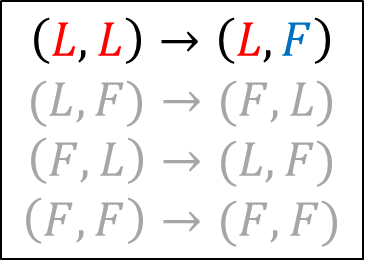 (L, L) → (L, F)
(L, F) → (F, L)
(F, L) → (L, F)
(F, F) → (F, F)